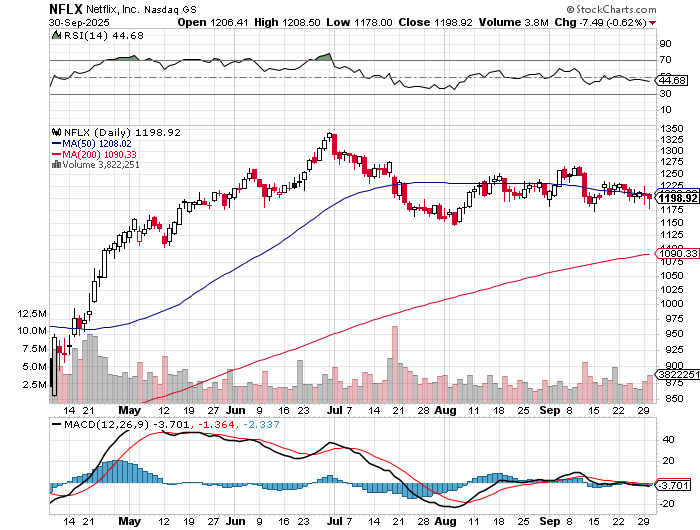 NFLX Netflix, Inc. Nasdaq GS © StockCharts.com
30-Sep-2025 Open 1206.41 High 1208.50 Low 1178.00 Close 1198.92 Volume 3.8M Chg -7.49 (-0.62%)
RSI(14) 44.68
90
70
50
44.68
30
10
NFLX (Daily) 1198.92
MA(50) 1208.02
MA(200) 1090.33
Volume 3,822,251
1350
1325
1300
1275
1250
1225
1198.92
1175
1150
1125
1090.33
1075
1050
1025
1000
975
950
925
900
3822251
875
850
12.5M
10.0M
7.5M
5.0M
2.5M
14 21 May 12 19 27 Jun 9 16 23 Jul 7 14 21 28 Aug 11 18 25 Sep 8 15 22 29
MACD(12,26,9) -3.701, -1.364, -2.337
40
20
-3.701
-20
14 21 May 12 19 27 Jun 9 16 23 Jul 7 14 21 28 Aug 11 18 25 Sep 8 15 22 29